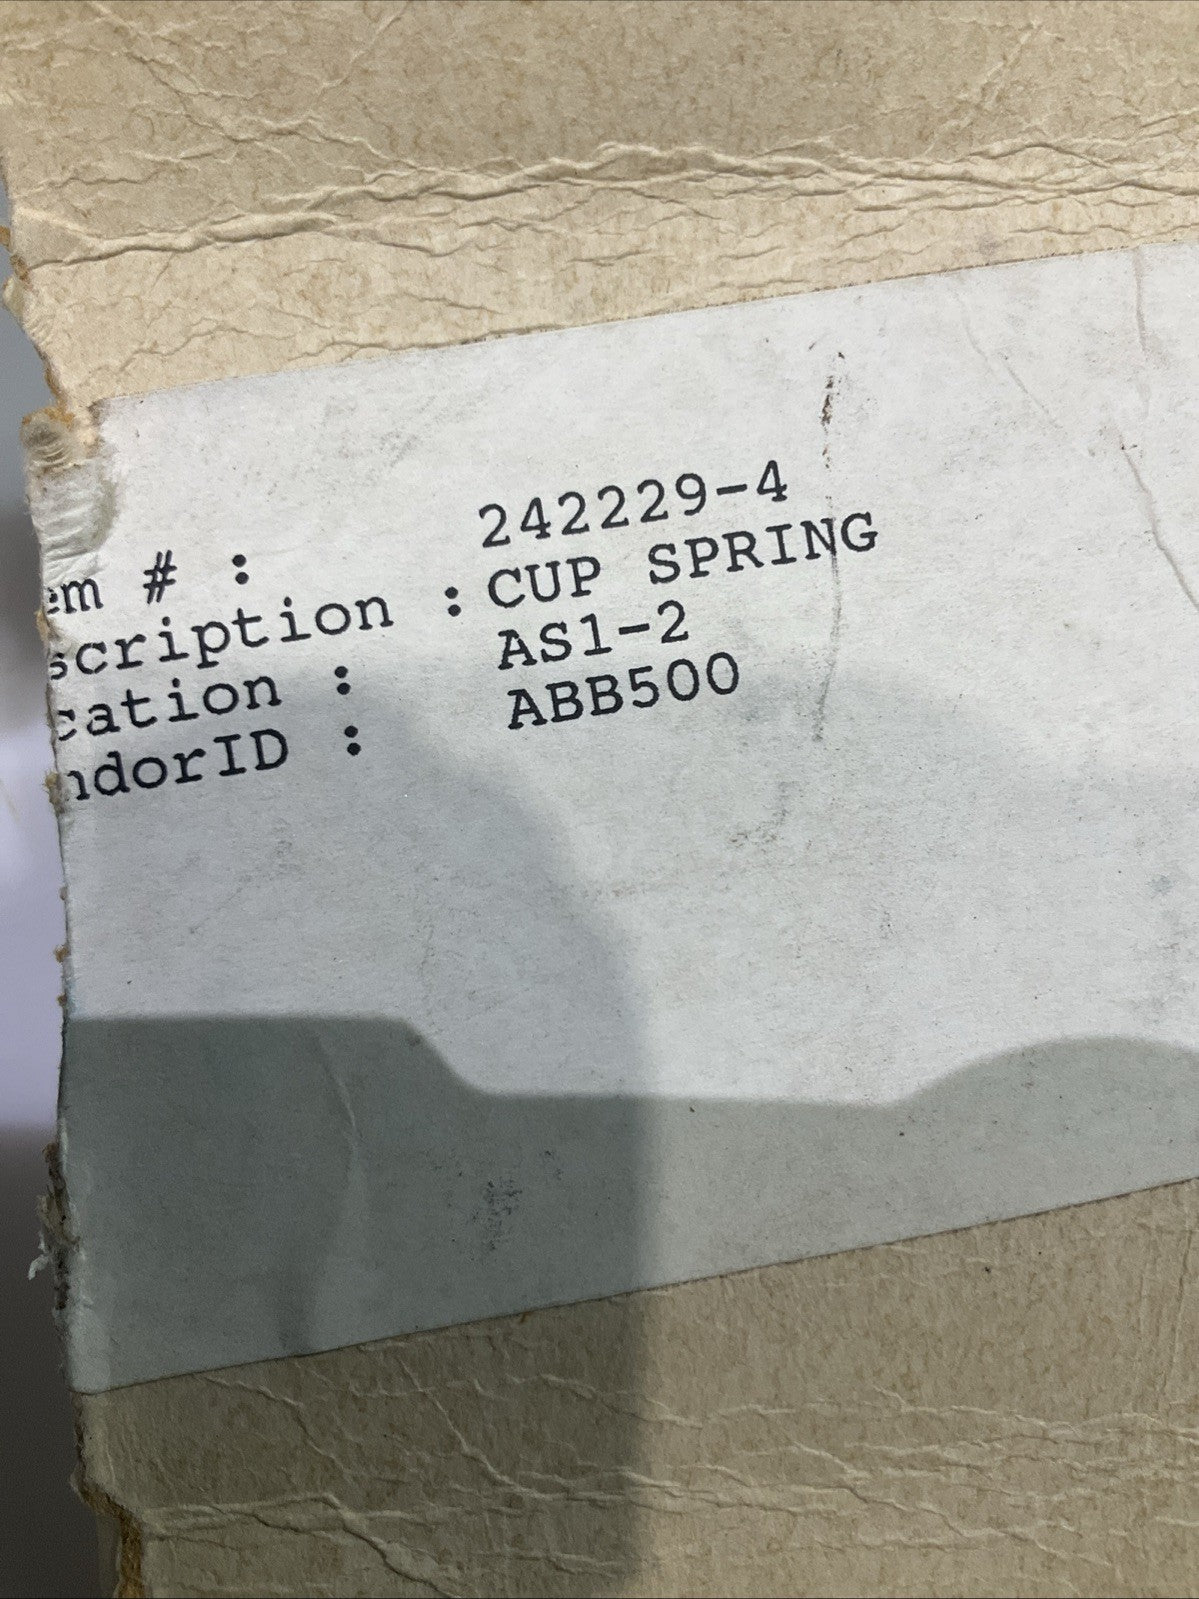 em # : 242229-4
scription : CUP SPRING
cation : AS1-2
ndorID : ABB500